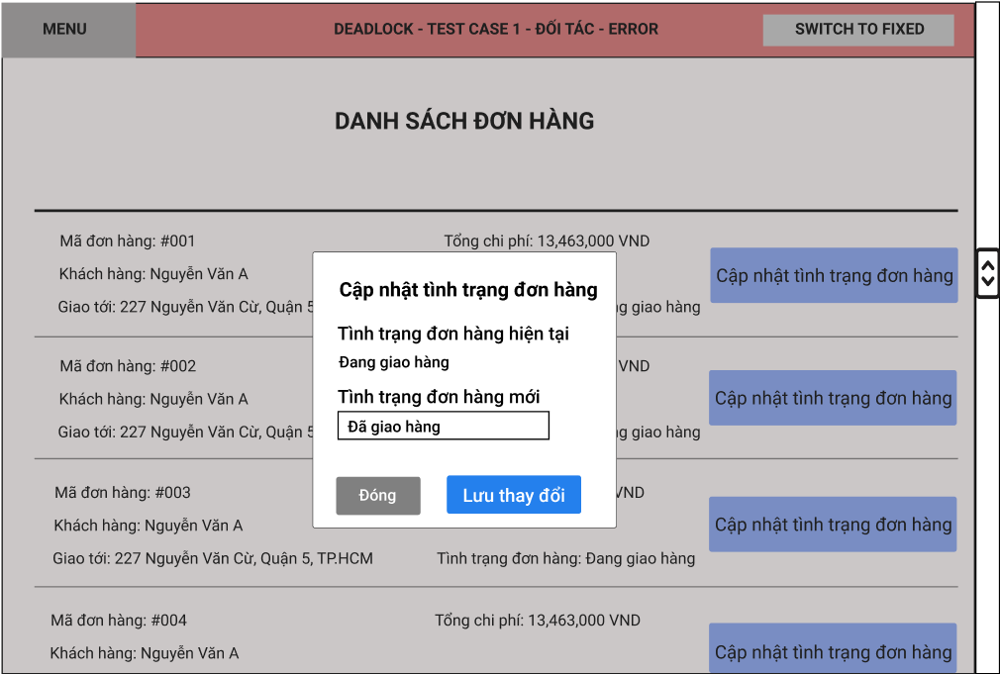 MENU
DEADLOCK - TEST CASE 1 - ĐỐI TÁC - ERROR
SWITCH TO FIXED
DANH SÁCH ĐƠN HÀNG
Mã đơn hàng: #001
Tổng chi phí: 13,463,000 VND
Khách hàng: Nguyễn Văn A
Giao tới: 227 Nguyễn Văn Cừ, Quận 5
giao hàng
Cập nhật tình trạng đơn hàng
Mã đơn hàng: #002
VND
Khách hàng: Nguyễn Văn A
Giao tới: 227 Nguyễn Văn Cừ, Quận 5
giao hàng
Cập nhật tình trạng đơn hàng
Cập nhật tình trạng đơn hàng
Tình trạng đơn hàng hiện tại
Đang giao hàng
Tình trạng đơn hàng mới
Đã giao hàng
Đóng
Lưu thay đổi
Mã đơn hàng: #003
VND
Khách hàng: Nguyễn Văn A
Giao tới: 227 Nguyễn Văn Cừ, Quận 5, TP.HCM
Tình trạng đơn hàng: Đang giao hàng
Cập nhật tình trạng đơn hàng
Mã đơn hàng: #004
Tổng chi phí: 13,463,000 VND
Khách hàng: Nguyễn Văn A
Cập nhật tình trạng đơn hàng